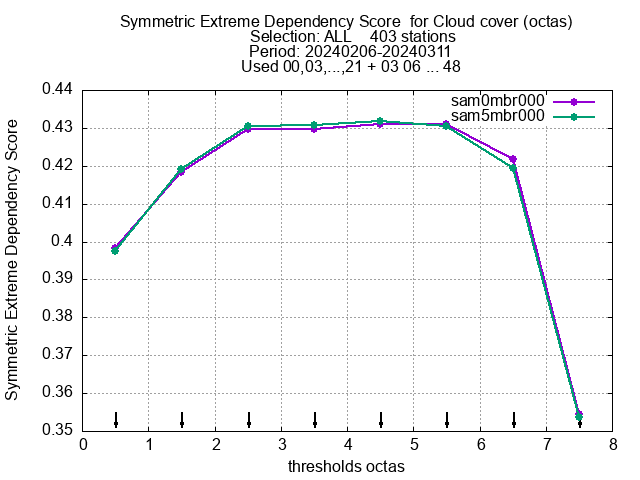 Symmetric Extreme Dependency Score  for Cloud cover (octas)
Selection: ALL    403 stations
Period: 20240206-20240311
Used 00,03,...,21 + 03 06 ... 48
sam0mbr000
sam5mbr000
Symmetric Extreme Dependency Score
0.44
0.43
0.42
0.41
0.4
0.39
0.38
0.37
0.36
0.35
0 1 2 3 4 5 6 7 8
thresholds octas